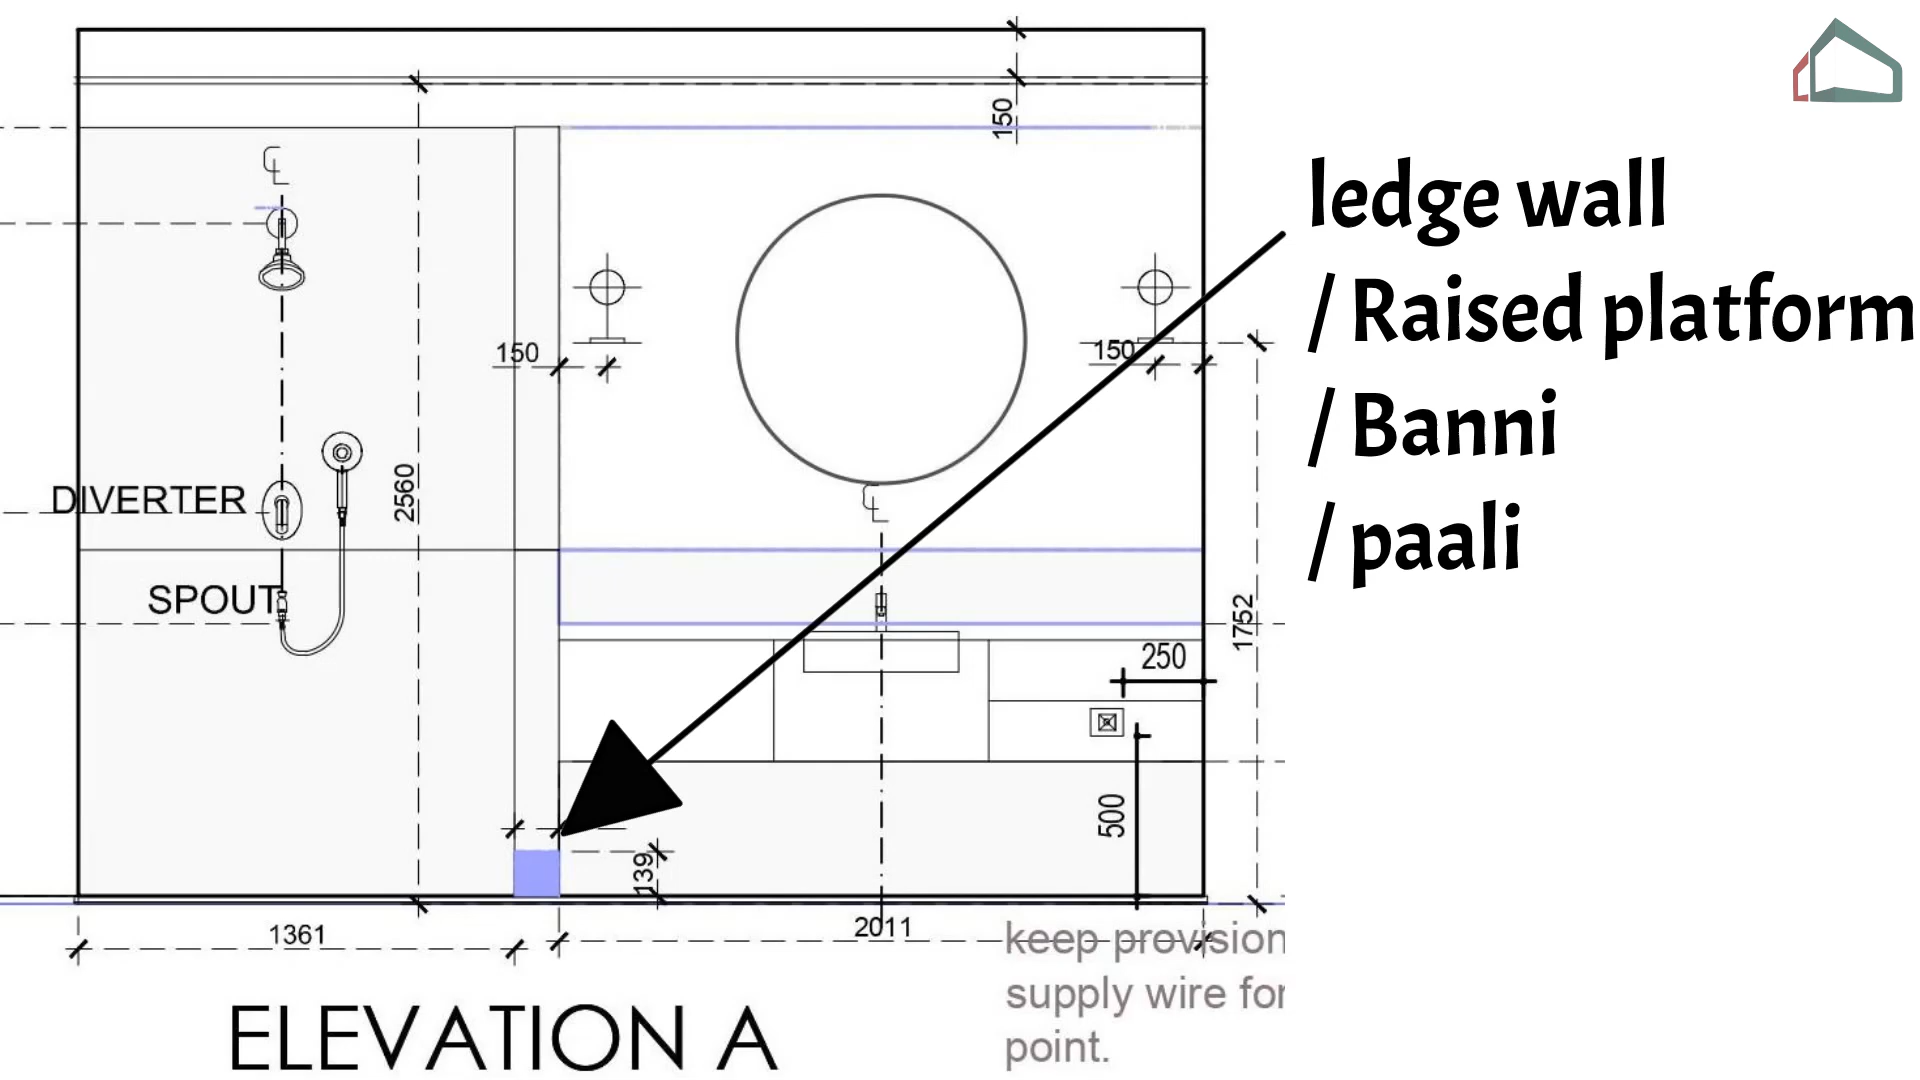 150
ledge wall
/ Raised platform
/ Banni
/ paali
150
150
2560
DIVERTER
SPOUT
1752
250
500
139
1361
2011
keep provision
supply wire for
point.
ELEVATION A